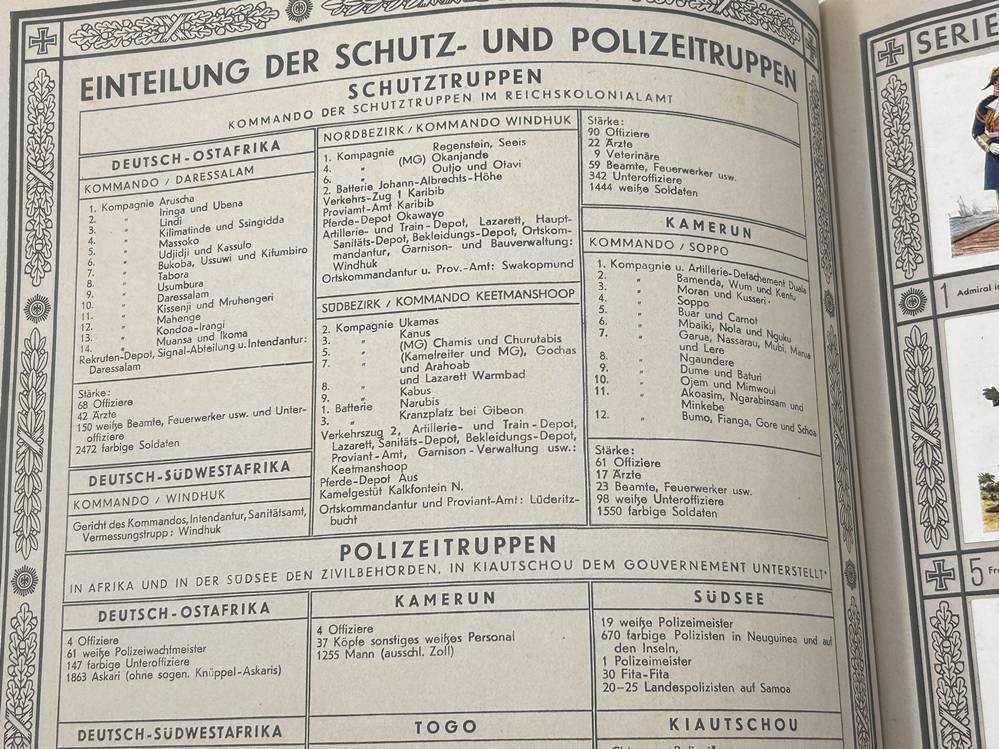 EINTEILUNG DER SCHUTZ- UND POLIZEITRUPPEN
SCHUTZTRUPPEN
KOMMANDO DER SCHUTZTRUPPEN IM REICHSKOLONIALAMT
DEUTSCH-OSTAFRIKA
KOMMANDO / DARESSALAM
1. Kompagnie Aruscha
2. " Iringa und Ubena
3. " Lindi
4. " Kilimatinde und Ssingidda
5. " Massoko
6. " Udjidji und Kassulo
7. " Bukoba, Ussuwi und Kifumbiro
8. " Tabora
9. " Usumbura
10. " Daressalam
11. " Kissenji und Mruhengeri
12. " Mahenge
13. " Kondoa-Irangi
14. " Muansa und Ikoma
Rekruten-Depot, Signal-Abteilung u. Intendantur:
Daressalam
Stärke:
68 Offiziere
42 Ärzte
150 weiße Beamte, Feuerwerker usw. und Unter-
offiziere
2472 farbige Soldaten
DEUTSCH-SÜDWESTAFRIKA
KOMMANDO / WINDHUK
Gericht des Kommandos, Intendantur, Sanitätsamt,
Vermessungstrupp: Windhuk
NORDBEZIRK / KOMMANDO WINDHUK
1. Kompagnie Regenstein, Seeis
4. " (MG) Okanjande
6. " Outjo und Otavi
2. Batterie Johann-Albrechts-Höhe
Verkehrs-Zug 1 Karibib
Proviant-Amt Karibib
Pferde-Depot Okawayo
Artillerie- und Train-Depot, Lazarett, Haupt-
Sanitäts-Depot, Bekleidungs-Depot, Ortskom-
mandantur, Garnison- und Bauverwaltung:
Windhuk
Ortskommandantur u. Prov.-Amt: Swakopmund
SÜDBEZIRK / KOMMANDO KEETMANSHOOP
2. Kompagnie Ukamas
3. " Kanus
5. " (MG) Chamis und Churutabis
7. " (Kamelreiter und MG), Gochas
und Arahoab
8. " und Lazarett Warmbad
9. " Kabus
1. Batterie Narubis
3. " Kranzplatz bei Gibeon
Verkehrszug 2, Artillerie- und Train-Depot,
Lazarett, Sanitäts-Depot, Bekleidungs-Depot,
Proviant-Amt, Garnison-Verwaltung usw.:
Keetmanshoop
Pferde-Depot Aus
Kamelgestüt Kalkfontein N.
Ortskommandantur und Proviant-Amt: Lüderitz-
bucht
Stärke:
90 Offiziere
22 Ärzte
9 Veterinäre
59 Beamte, Feuerwerker usw.
342 Unteroffiziere
1444 weiße Soldaten
KAMERUN
KOMMANDO / SOPPO
1. Kompagnie u. Artillerie-Detachement Duala
2. " Bamenda, Wum und Kentu
3. " Moran und Kusseri
4. " Soppo
5. " Buar und Carnot
6. " Mbaiki, Nola und Nguku
7. " Garua, Nassarau, Mubi, Marua
und Lere
8. " Ngaundere
9. " Dume und Baturi
10. " Ojem und Mimwoul
11. " Akoasim, Ngarabinsam und
Minkebe
12. " Bumo, Fianga, Gore und Schoa
Stärke:
61 Offiziere
17 Ärzte
23 Beamte, Feuerwerker usw.
98 weiße Unteroffiziere
1550 farbige Soldaten
POLIZEITRUPPEN
IN AFRIKA UND IN DER SÜDSEE DEN ZIVILBEHÖRDEN, IN KIAUTSCHOU DEM GOUVERNEMENT UNTERSTELLT
DEUTSCH-OSTAFRIKA
4 Offiziere
61 weiße Polizeiwachtmeister
147 farbige Unteroffiziere
1863 Askari (ohne sogen. Knüppel-Askaris)
KAMERUN
4 Offiziere
37 Köpfe sonstiges weißes Personal
1255 Mann (ausschl. Zoll)
SÜDSEE
19 weiße Polizeimeister
670 farbige Polizisten in Neuguinea und auf
den Inseln,
1 Polizeimeister
30 Fita-Fita
20-25 Landespolizisten auf Samoa
DEUTSCH-SÜDWESTAFRIKA
TOGO
KIAUTSCHOU
SERIE
1 Admiral
5